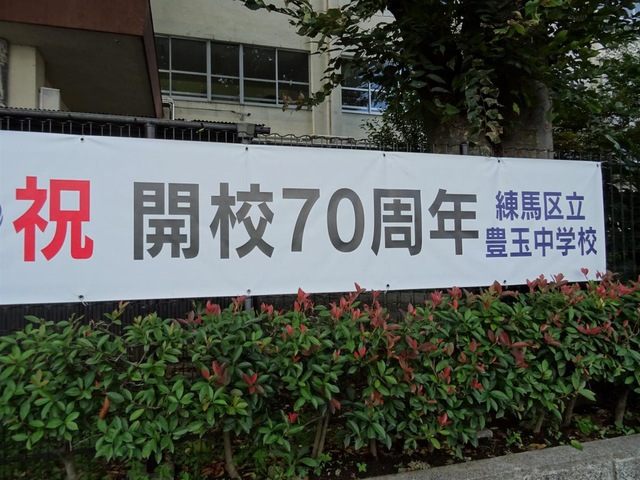 祝 開校70周年
練馬区立
豊玉中学校